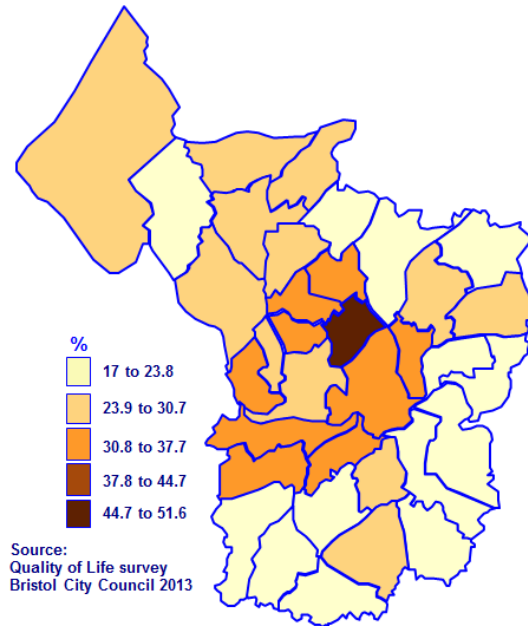 %
17 to 23.8
23.9 to 30.7
30.8 to 37.7
37.8 to 44.7
44.7 to 51.6
Source:
Quality of Life survey
Bristol City Council 2013